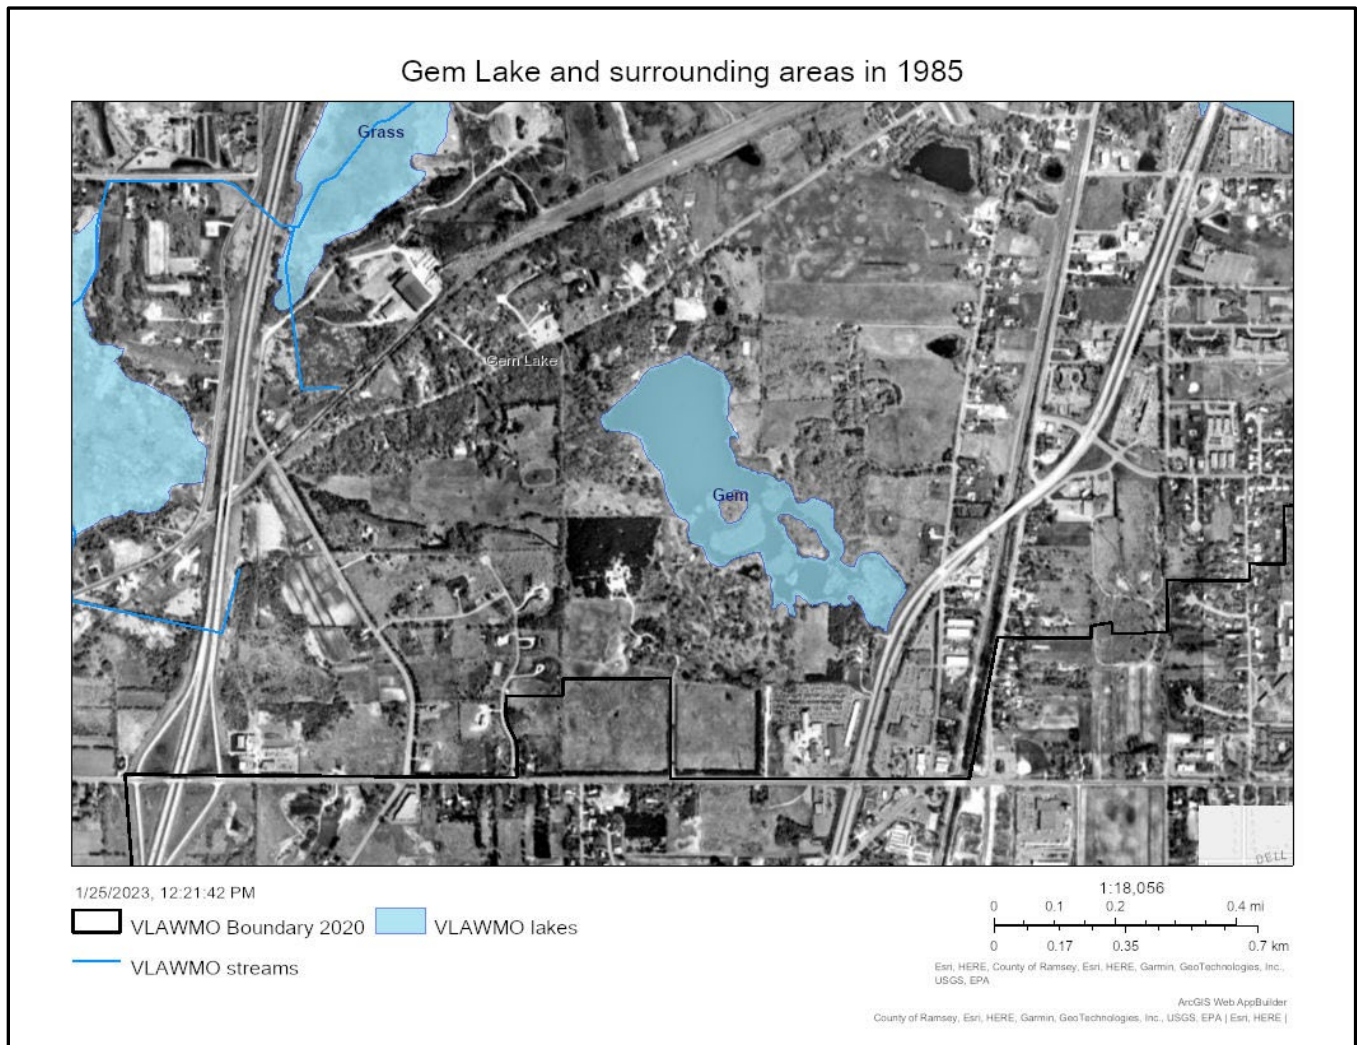 Gem Lake and surrounding areas in 1985
Grass
Gem Lake
Gem
DELL
1/25/2023, 12:21:42 PM
VLAWMO Boundary 2020
VLAWMO lakes
VLAWMO streams
1:18,056
0 0.1 0.2 0.4 mi
0 0.17 0.35 0.7 km
Esri, HERE, County of Ramsey, Esri, HERE, Garmin, GeoTechnologies, Inc.,
USGS, EPA
ArcGIS Web AppBuilder
County of Ramsey, Esri, HERE, Garmin, GeoTechnologies, Inc., USGS, EPA | Esri, HERE |